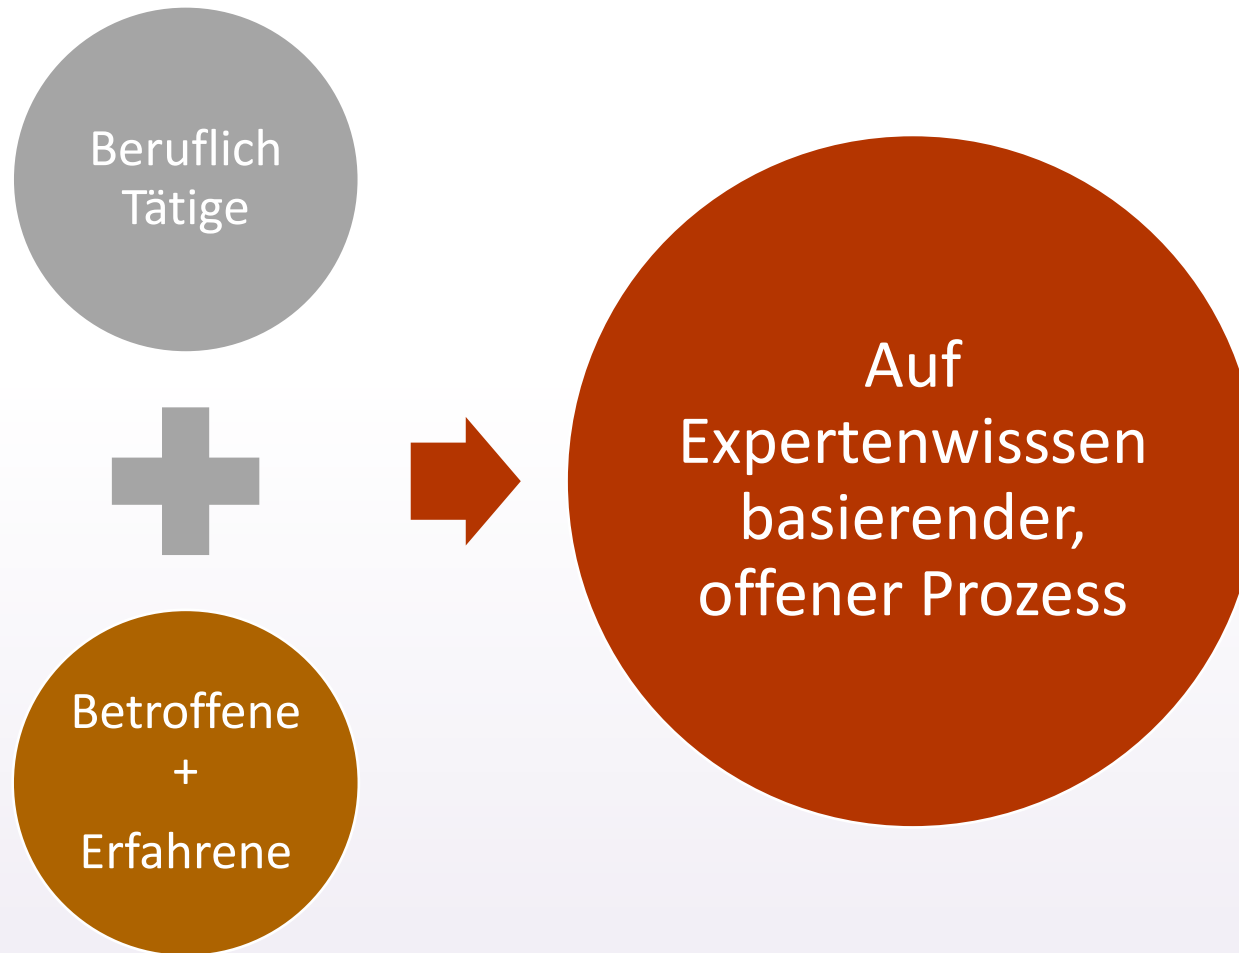 Beruflich
Tätige
Betroffene
+
Erfahrene
Auf
Expertenwisssen
basierender,
offener Prozess